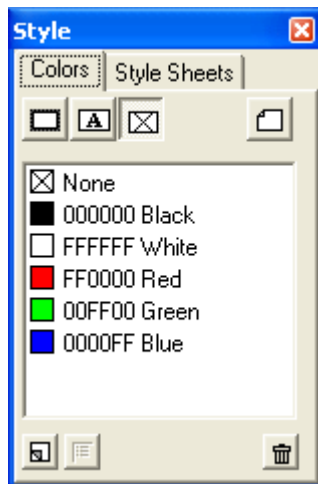 Style
Colors Style Sheets
A
None
000000 Black
FFFFFF White
FF0000 Red
00FF00 Green
0000FF Blue